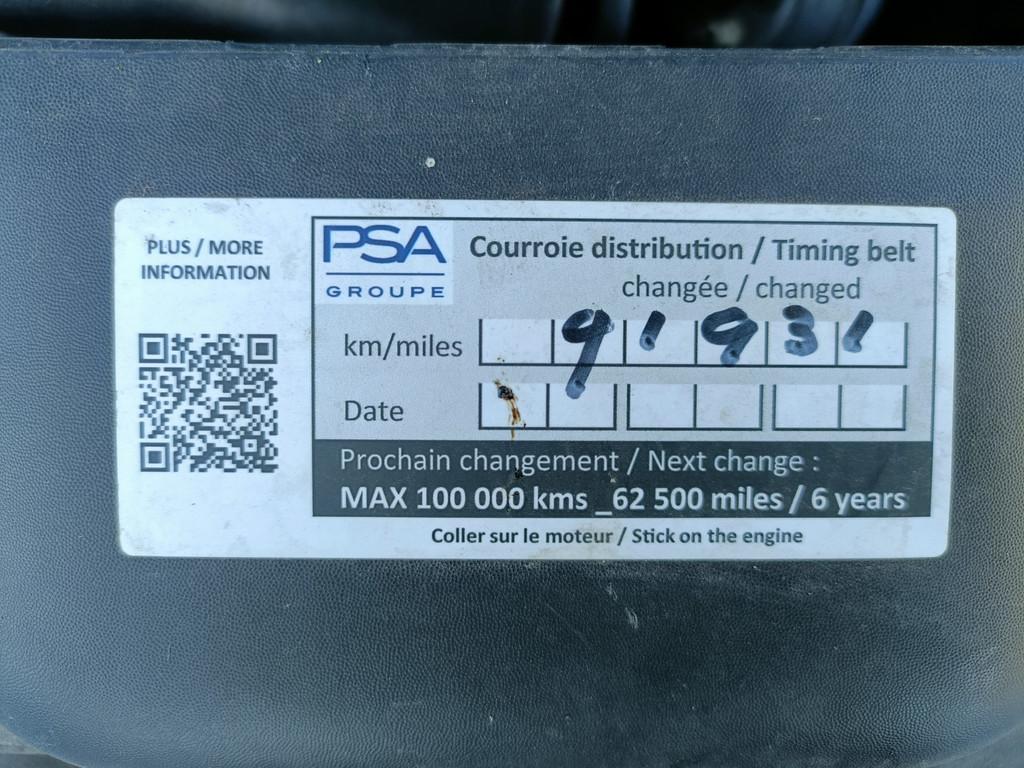 PLUS / MORE
INFORMATION
PSA
GROUPE
Courroie distribution / Timing belt
changée / changed
km/miles 91931
Date
Prochain changement / Next change :
MAX 100 000 kms _62 500 miles / 6 years
Coller sur le moteur / Stick on the engine